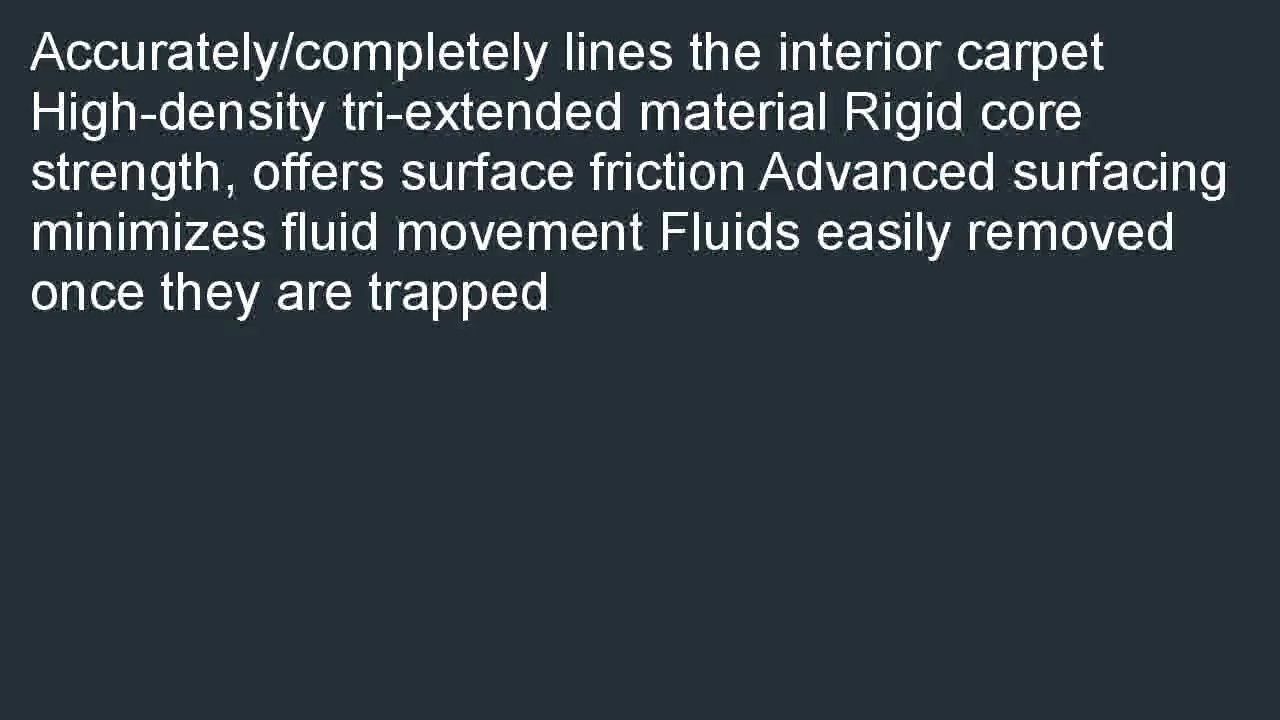 Accurately/completely lines the interior carpet
High-density tri-extended material Rigid core
strength, offers surface friction Advanced surfacing
minimizes fluid movement Fluids easily removed
once they are trapped